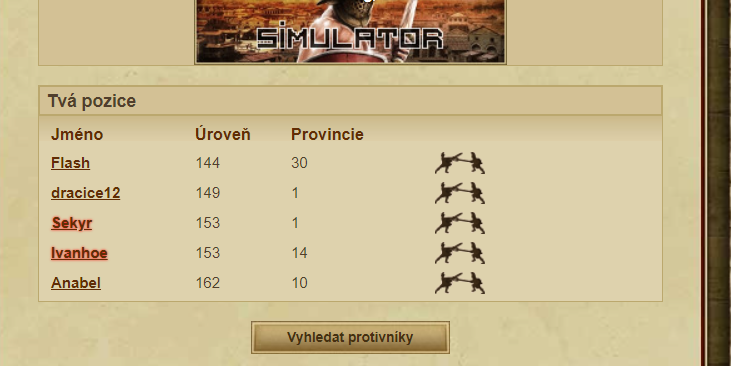 SIMULATOR
Tvá pozice
Jméno Úroveň Provincie
Flash 144 30
dracice12 149 1
Sekyr 153 1
Ivanhoe 153 14
Anabel 162 10
Vyhledat protivníky